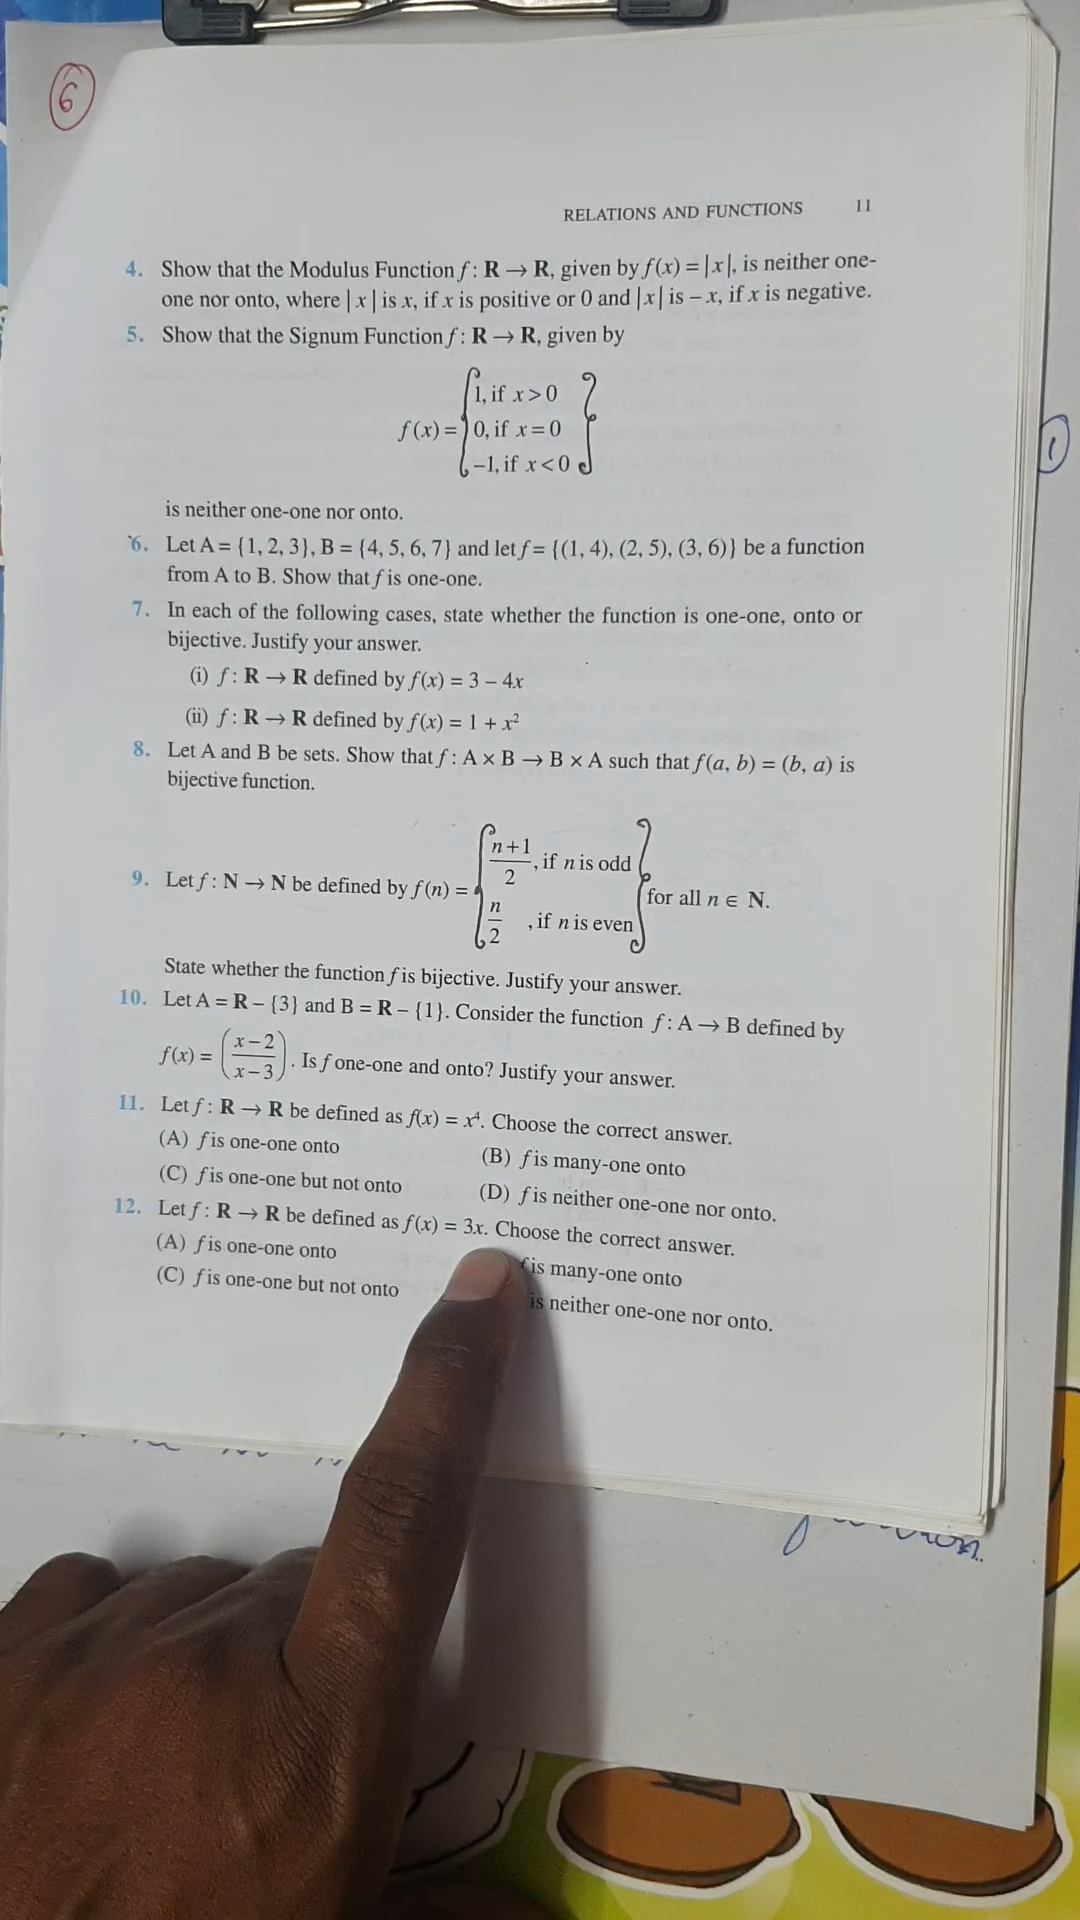 6
RELATIONS AND FUNCTIONS 11
4. Show that the Modulus Function f : R → R, given by f(x) = |x|, is neither one-
one nor onto, where | x | is x, if x is positive or 0 and |x| is – x, if x is negative.
5. Show that the Signum Function f : R → R, given by
1, if x > 0
f(x) = 0, if x = 0
–1, if x < 0
is neither one-one nor onto.
6. Let A = {1, 2, 3}, B = {4, 5, 6, 7} and let f = {(1, 4), (2, 5), (3, 6)} be a function
from A to B. Show that f is one-one.
7. In each of the following cases, state whether the function is one-one, onto or
bijective. Justify your answer.
(i) f : R → R defined by f(x) = 3 – 4x
(ii) f : R → R defined by f(x) = 1 + x²
8. Let A and B be sets. Show that f : A × B → B × A such that f(a, b) = (b, a) is
bijective function.
n+1
2 , if n is odd
9. Let f : N → N be defined by f(n) = for all n ∈ N.
n
2 , if n is even
State whether the function f is bijective. Justify your answer.
10. Let A = R – {3} and B = R – {1}. Consider the function f : A → B defined by
f(x) = (x–2 / x–3). Is f one-one and onto? Justify your answer.
11. Let f : R → R be defined as f(x) = x⁴. Choose the correct answer.
(A) f is one-one onto (B) f is many-one onto
(C) f is one-one but not onto (D) f is neither one-one nor onto.
12. Let f : R → R be defined as f(x) = 3x. Choose the correct answer.
(A) f is one-one onto f is many-one onto
(C) f is one-one but not onto is neither one-one nor onto.
1